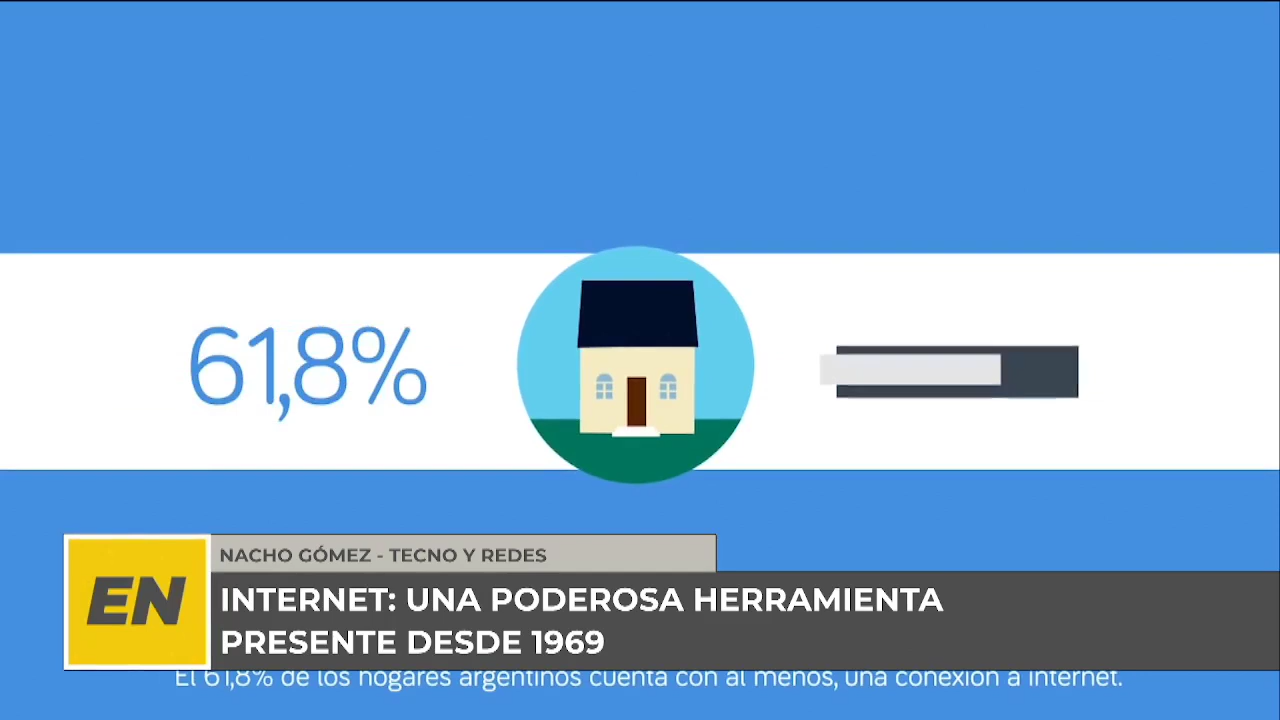 61,8%
EN
NACHO GÓMEZ - TECNO Y REDES
INTERNET: UNA PODEROSA HERRAMIENTA
PRESENTE DESDE 1969
El 61,8% de los hogares argentinos cuenta con al menos, una conexión a internet.